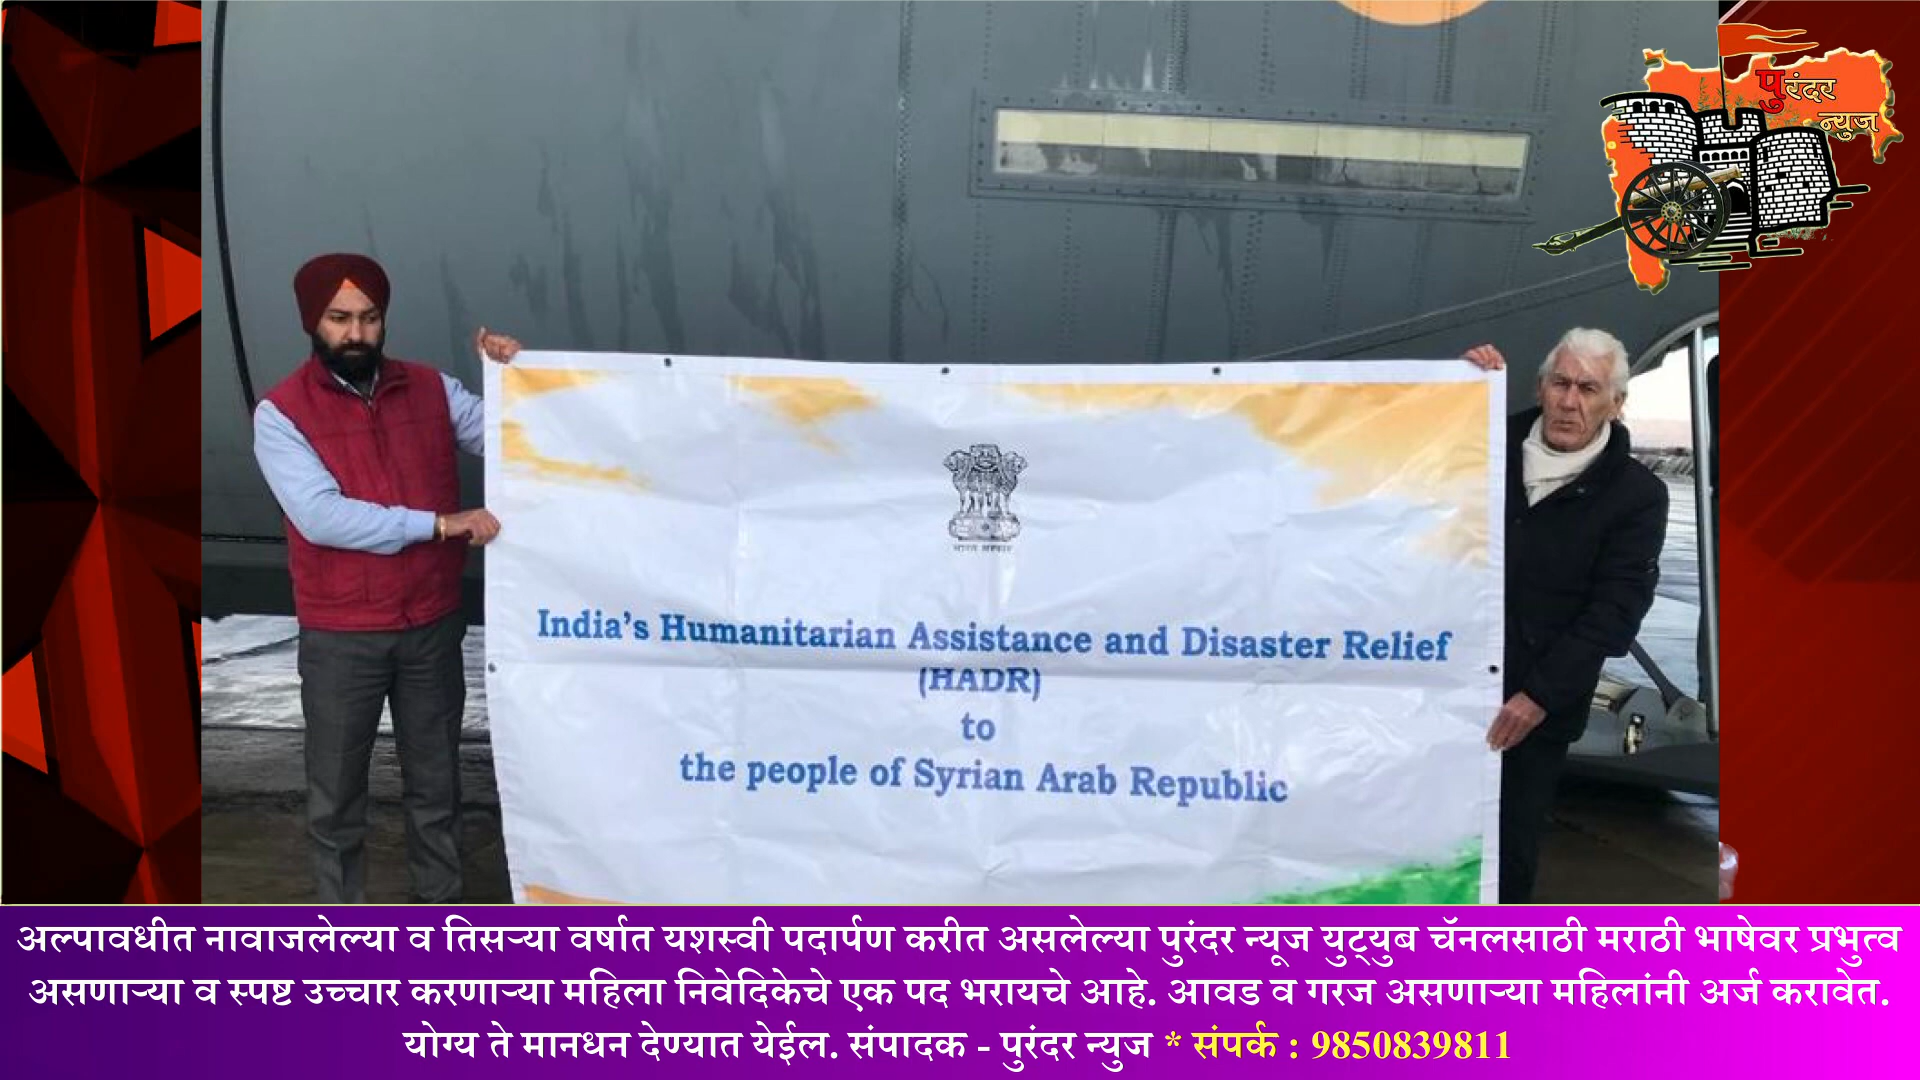 पुरंदर
न्युज
भारत सरकार
India's Humanitarian Assistance and Disaster Relief
(HADR)
to
the people of Syrian Arab Republic
अल्पावधीत नावाजलेल्या व तिसऱ्या वर्षात यशस्वी पदार्पण करीत असलेल्या पुरंदर न्यूज युट्युब चॅनलसाठी मराठी भाषेवर प्रभुत्व
असणाऱ्या व स्पष्ट उच्चार करणाऱ्या महिला निवेदिकेचे एक पद भरायचे आहे. आवड व गरज असणाऱ्या महिलांनी अर्ज करावेत.
योग्य ते मानधन देण्यात येईल. संपादक - पुरंदर न्युज * संपर्क : 9850839811